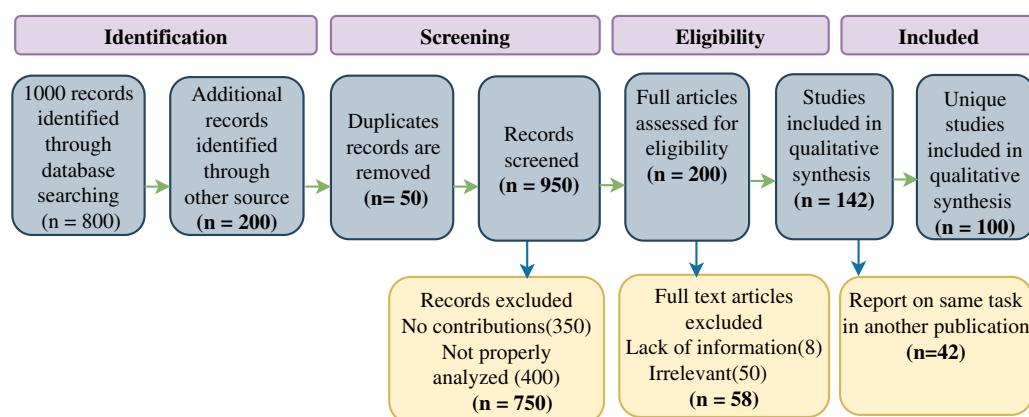 Identification
Screening
Eligibility
Included
1000 records
identified
through
database
searching
(n = 800)
Additional
records
identified
through
other source
(n = 200)
Duplicates
records are
removed
(n= 50)
Records
screened
(n = 950)
Full articles
assessed for
eligibility
(n = 200)
Studies
included in
qualitative
synthesis
(n = 142)
Unique
studies
included in
qualitative
synthesis
(n = 100)
Records excluded
No contributions(350)
Not properly
analyzed (400)
(n = 750)
Full text articles
excluded
Lack of information(8)
Irrelevant(50)
(n = 58)
Report on same task
in another publication
(n=42)